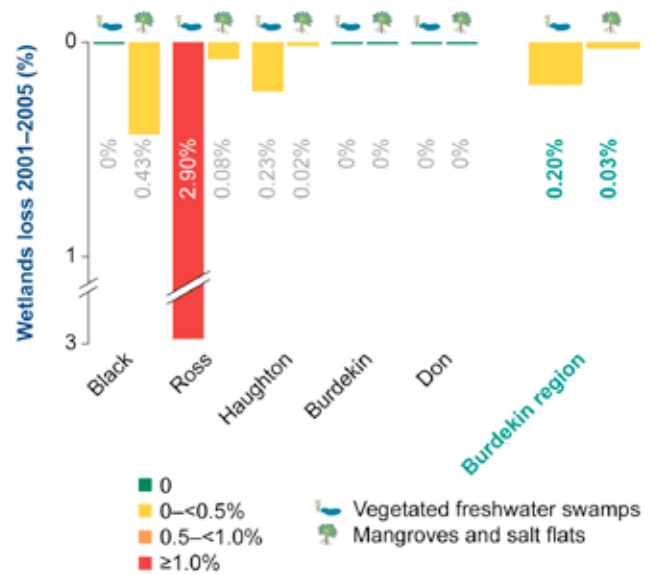 Wetlands loss 2001–2005 (%)
0
1
3
0%
0.43%
2.90%
0.08%
0.23%
0.02%
0%
0%
0%
0%
0.20%
0.03%
Black
Ross
Haughton
Burdekin
Don
Burdekin region
0
0–<0.5%
0.5–<1.0%
≥1.0%
Vegetated freshwater swamps
Mangroves and salt flats